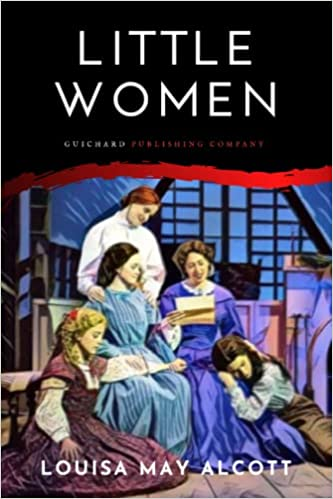 LITTLE
WOMEN
GUICHARD PUBLISHING COMPANY
LOUISA MAY ALCOTT